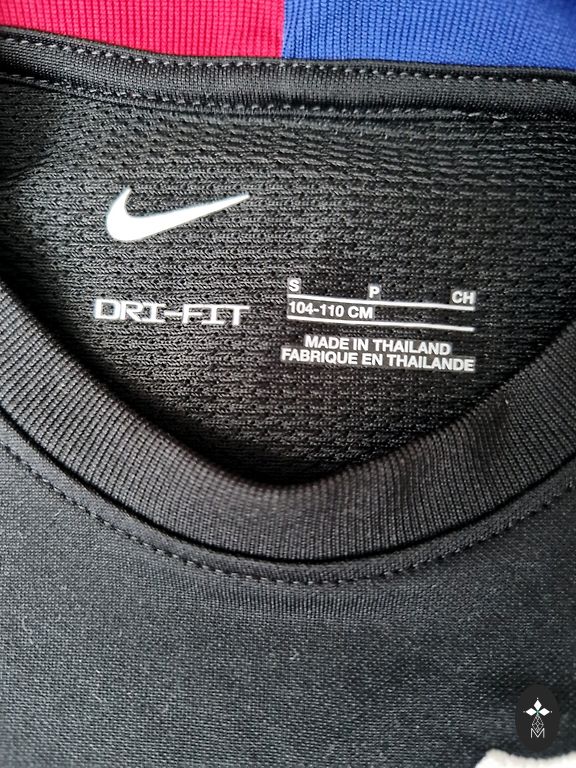 DRI-FIT
S P CH
104-110 CM
MADE IN THAILAND
FABRIQUE EN THAILANDE
M